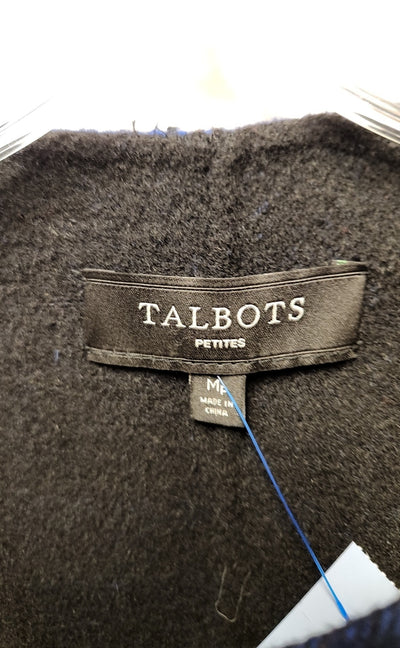 TALBOTS
PETITES
MP
MADE IN
CHINA